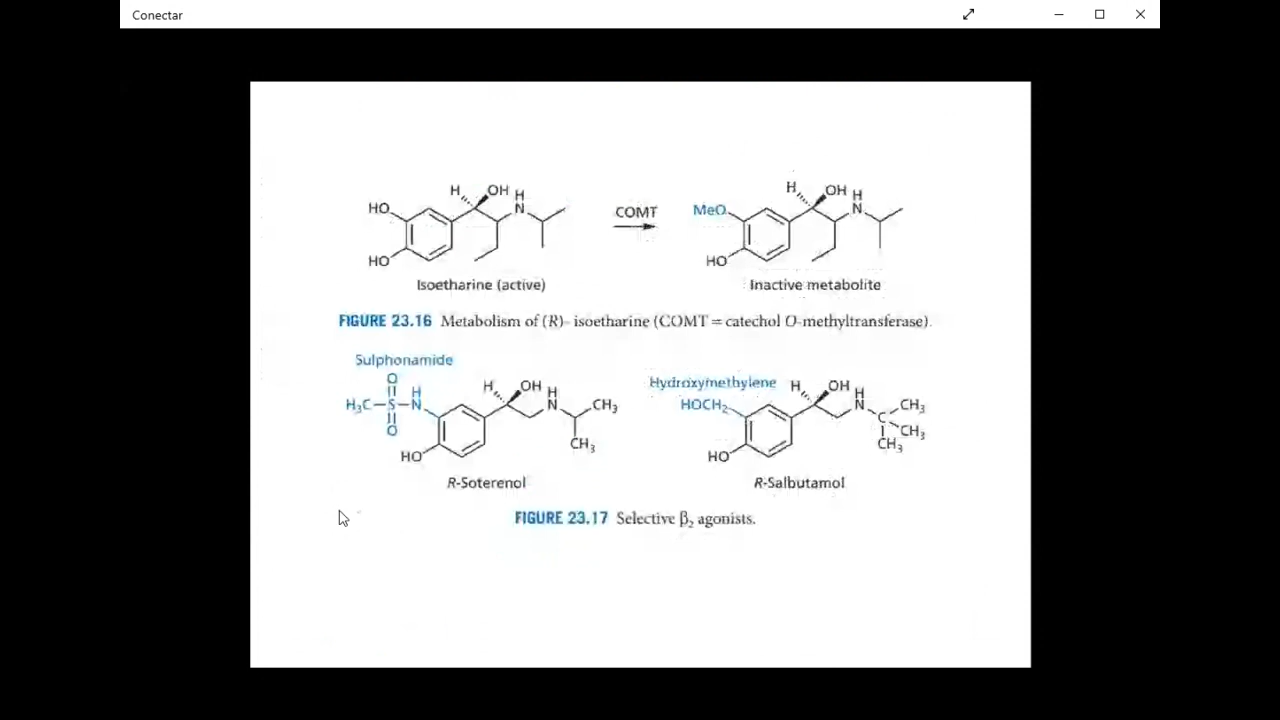 Conectar
H OH H
HO N
HO
Isoetharine (active)
COMT
H OH H
MeO N
HO
Inactive metabolite
FIGURE 23.16 Metabolism of (R)- isoetharine (COMT = catechol O-methyltransferase).
Sulphonamide
O H H OH H
H₃C–S–N N CH₃
O
HO CH₃
R-Soterenol
Hydroxymethylene H OH H
HOCH₂ N C CH₃
CH₃
HO CH₃
R-Salbutamol
FIGURE 23.17 Selective β₂ agonists.